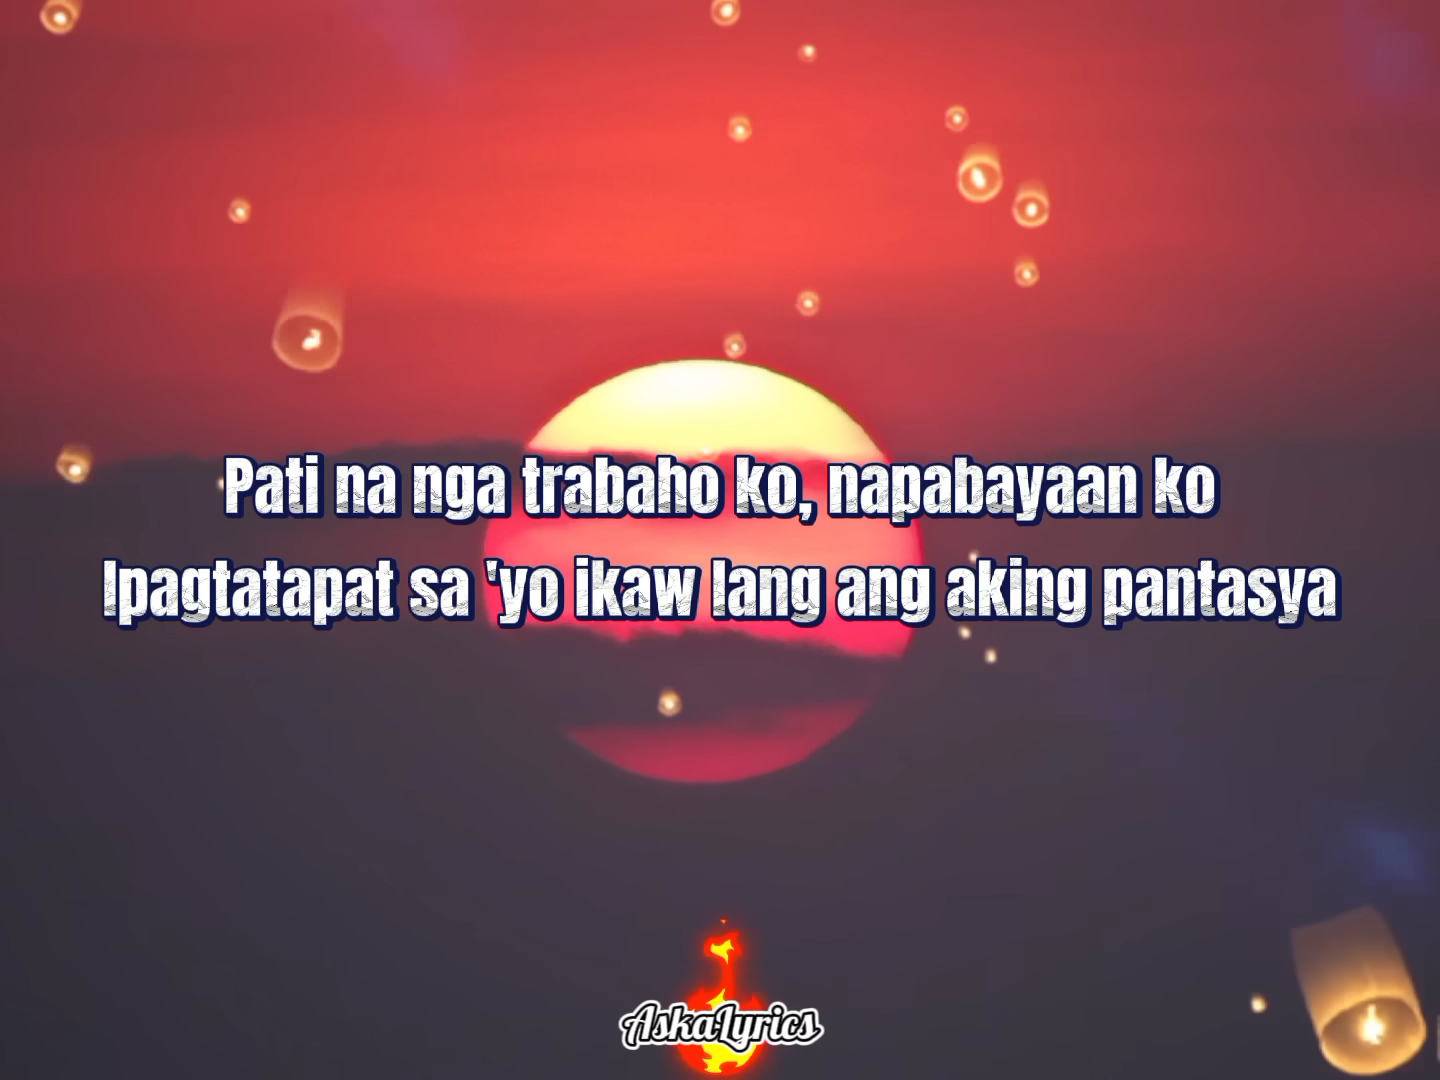 Pati na nga trabaho ko, napabayaan ko
Ipagtatapat sa 'yo ikaw lang ang aking pantasya
AskaLyrics